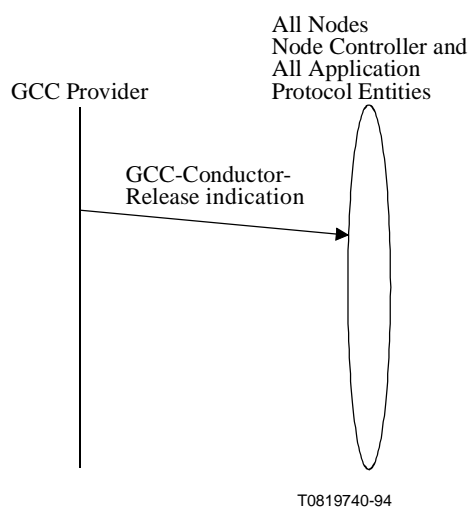 All Nodes
Node Controller and
All Application
Protocol Entities
GCC Provider
GCC-Conductor-
Release indication
T0819740-94